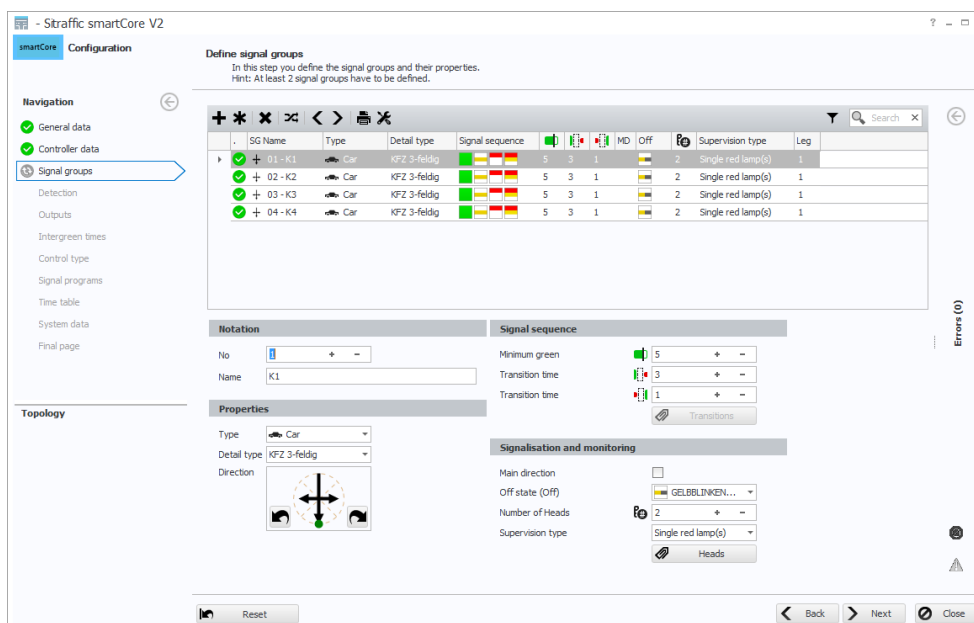 - Sitraffic smartCore V2
smartCore Configuration
Define signal groups
In this step you define the signal groups and their properties.
Hint: At least 2 signal groups have to be defined.
Navigation
General data
Controller data
Signal groups
Detection
Outputs
Intergreen times
Control type
Signal programs
Time table
System data
Final page
Topology
Search
. SG Name Type Detail type Signal sequence MD Off Supervision type Leg
01 - K1 Car KFZ 3-feldig 5 3 1 2 Single red lamp(s) 1
02 - K2 Car KFZ 3-feldig 5 3 1 2 Single red lamp(s) 1
03 - K3 Car KFZ 3-feldig 5 3 1 2 Single red lamp(s) 1
04 - K4 Car KFZ 3-feldig 5 3 1 2 Single red lamp(s) 1
Notation
No 1
Name K1
Properties
Type Car
Detail type KFZ 3-feldig
Direction
Signal sequence
Minimum green 5
Transition time 3
Transition time 1
Transitions
Signalisation and monitoring
Main direction
Off state (Off) GELBBLINKEN...
Number of Heads 2
Supervision type Single red lamp(s)
Heads
Errors (0)
Reset
Back
Next
Close